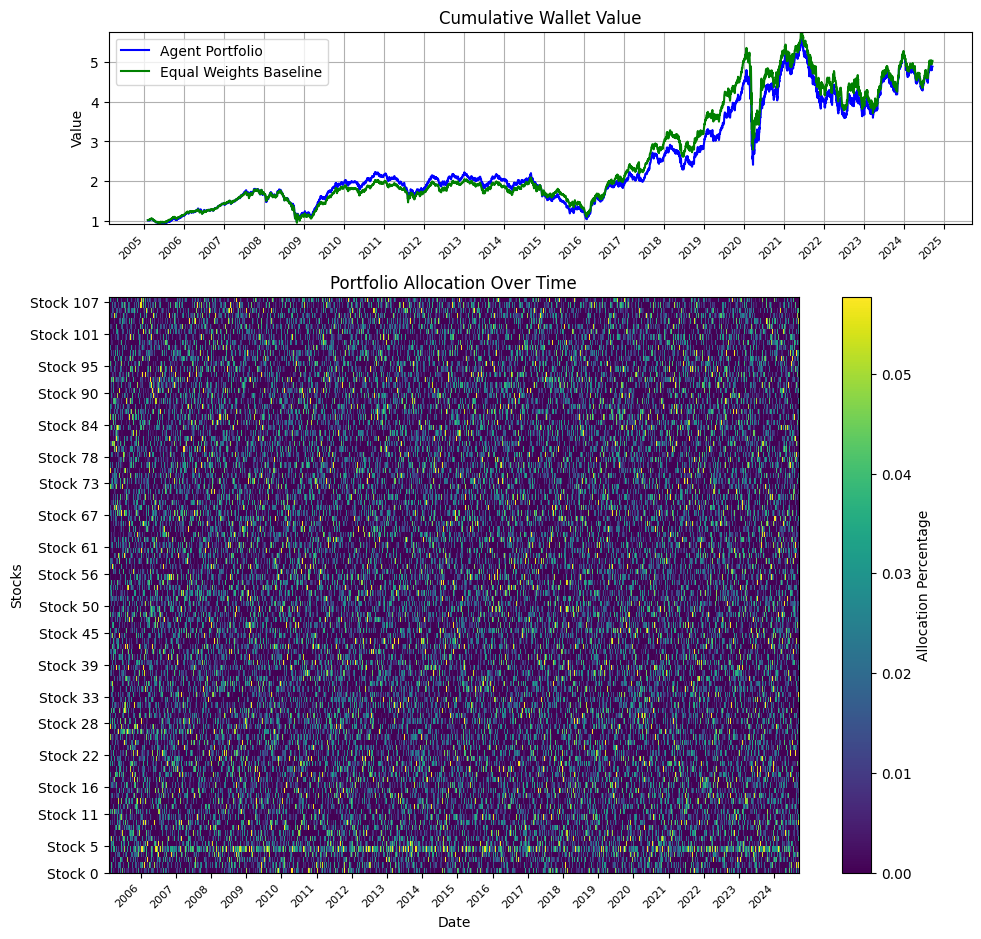 Cumulative Wallet Value
Agent Portfolio
Equal Weights Baseline
Value
5
4
3
2
1
2005 2006 2007 2008 2009 2010 2011 2012 2013 2014 2015 2016 2017 2018 2019 2020 2021 2022 2023 2024 2025
Portfolio Allocation Over Time
Stocks
Stock 107
Stock 101
Stock 95
Stock 90
Stock 84
Stock 78
Stock 73
Stock 67
Stock 61
Stock 56
Stock 50
Stock 45
Stock 39
Stock 33
Stock 28
Stock 22
Stock 16
Stock 11
Stock 5
Stock 0
2006 2007 2008 2009 2010 2011 2012 2013 2014 2015 2016 2017 2018 2019 2020 2021 2022 2023 2024
Date
0.05
0.04
0.03
0.02
0.01
0.00
Allocation Percentage